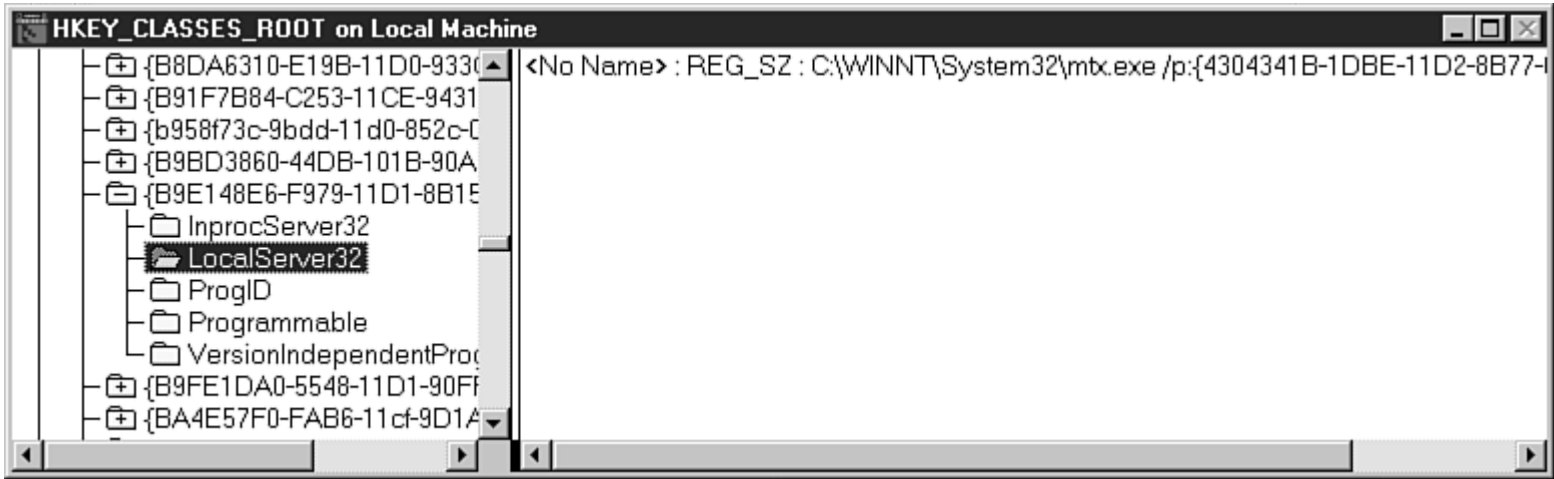 HKEY_CLASSES_ROOT on Local Machine
{B8DA6310-E19B-11D0-933
{B91F7B84-C253-11CE-9431
{b958f73c-9bdd-11d0-852c-
{B9BD3860-44DB-101B-90A
{B9E148E6-F979-11D1-8B15
InprocServer32
LocalServer32
ProgID
Programmable
VersionIndependentProg
{B9FE1DA0-5548-11D1-90F
{BA4E57F0-FAB6-11cf-9D1A
<No Name> : REG_SZ : C:\WINNT\System32\mtx.exe /p:{4304341B-1DBE-11D2-8B77-